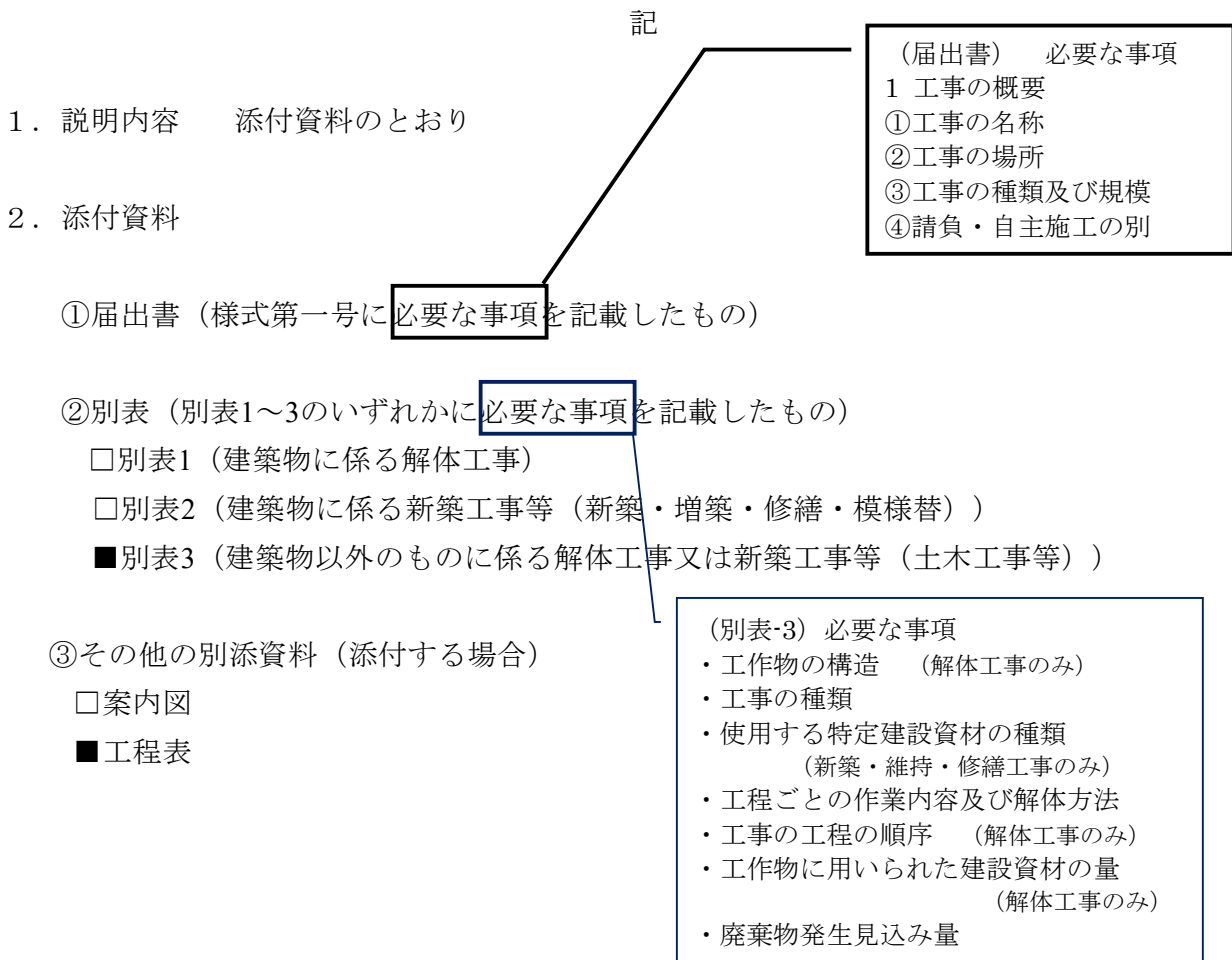 記
（届出書）　必要な事項
1 工事の概要
①工事の名称
②工事の場所
③工事の種類及び規模
④請負・自主施工の別
１．説明内容　　添付資料のとおり
２．添付資料
①届出書（様式第一号に必要な事項を記載したもの）
②別表（別表1～3のいずれかに必要な事項を記載したもの）
□別表1（建築物に係る解体工事）
□別表2（建築物に係る新築工事等（新築・増築・修繕・模様替））
■別表3（建築物以外のものに係る解体工事又は新築工事等（土木工事等））
③その他の別添資料（添付する場合）
□案内図
■工程表
（別表-3）必要な事項
・工作物の構造　（解体工事のみ）
・工事の種類
・使用する特定建設資材の種類
（新築・維持・修繕工事のみ）
・工程ごとの作業内容及び解体方法
・工事の工程の順序　（解体工事のみ）
・工作物に用いられた建設資材の量
（解体工事のみ）
・廃棄物発生見込み量